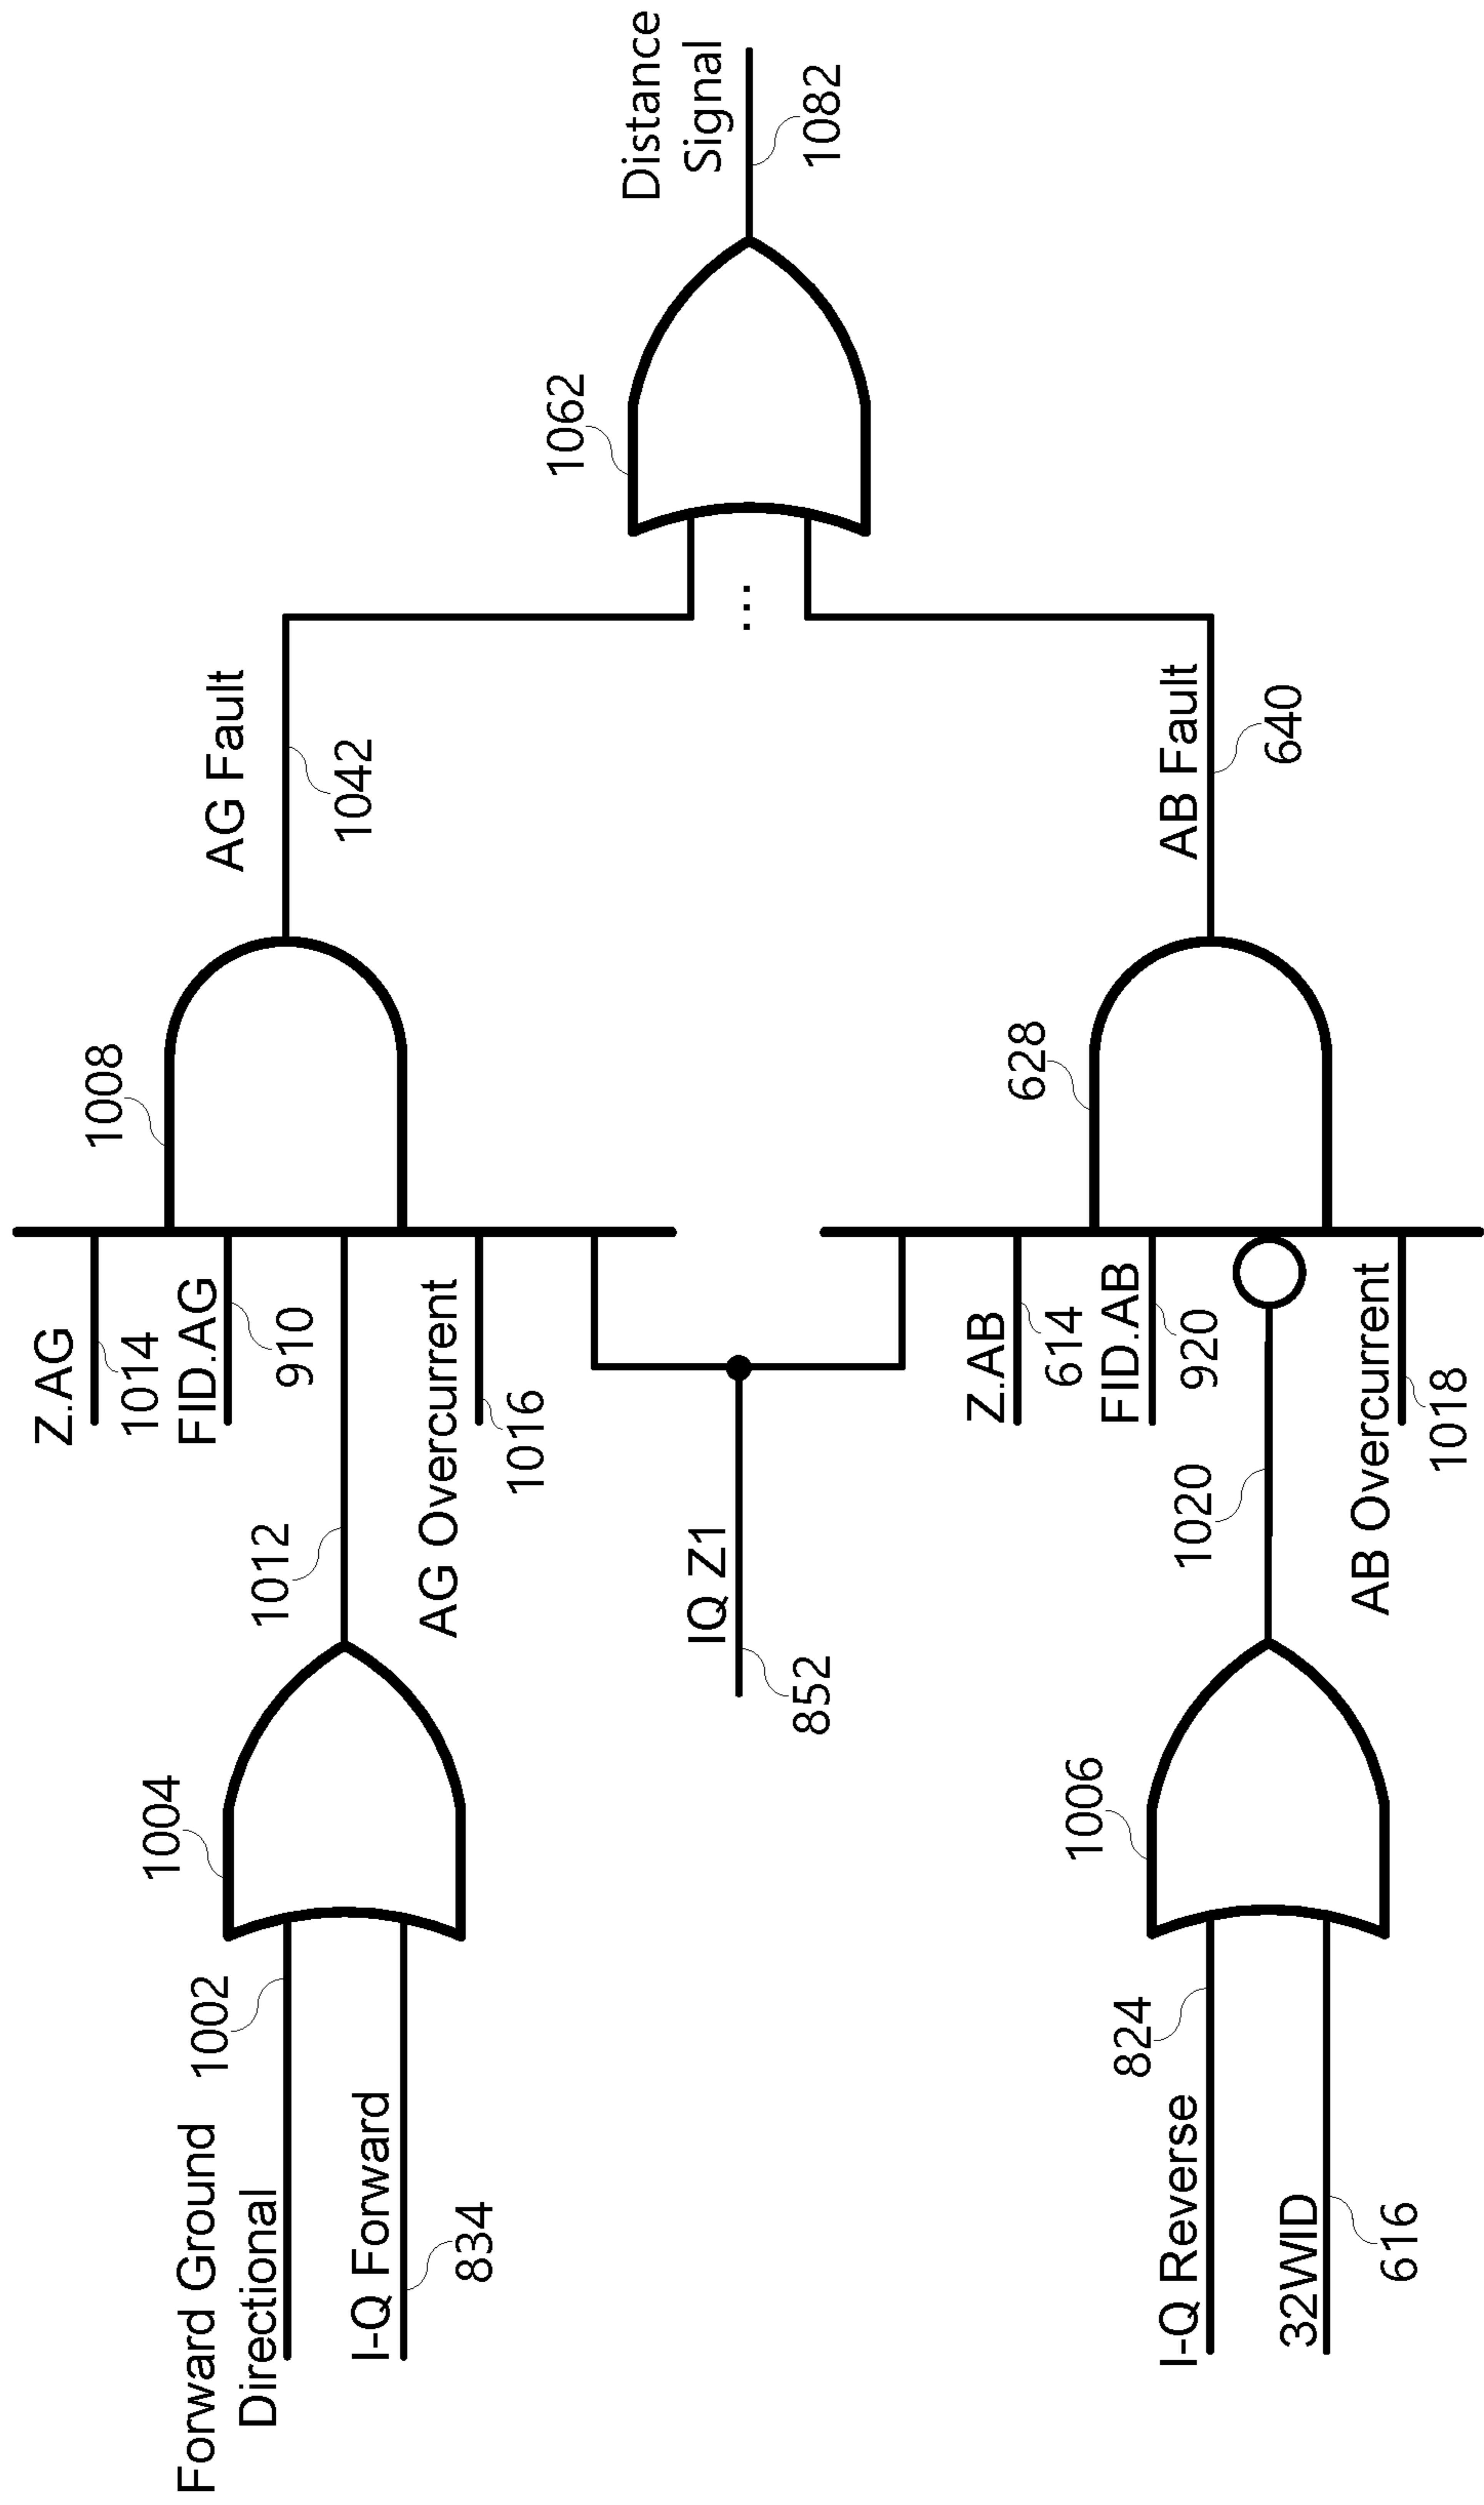 Forward Ground
Directional
1002
I-Q Forward
834
1004
1012
Z.AG
1014
FID.AG
910
AG Overcurrent
1016
1008
AG Fault
1042
IQ Z1
852
1062
Distance
Signal
1082
I-Q Reverse
824
32WID
616
1006
1020
Z.AB
614
FID.AB
920
AB Overcurrent
1018
628
AB Fault
640
...